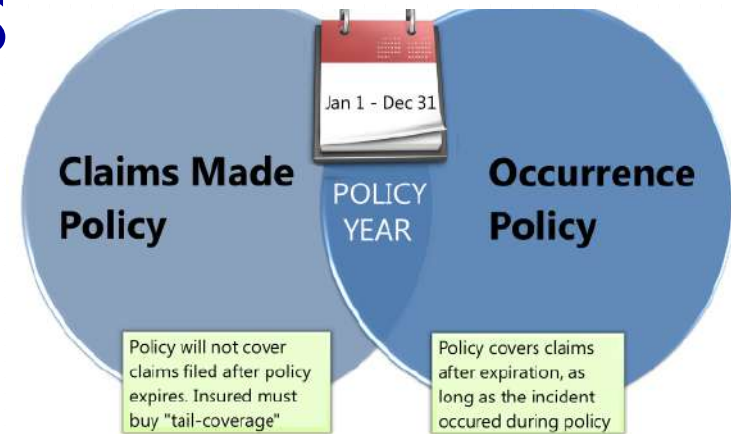 Jan 1 - Dec 31
Claims Made
Policy
POLICY
YEAR
Occurrence
Policy
Policy will not cover
claims filed after policy
expires. Insured must
buy "tail-coverage"
Policy covers claims
after expiration, as
long as the incident
occured during policy